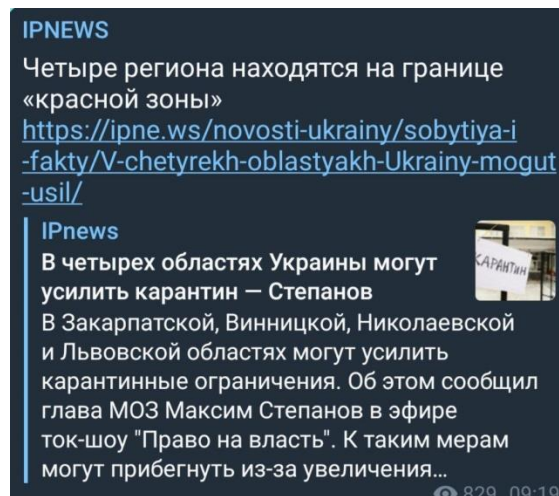 IPNEWS
Четыре региона находятся на границе
«красной зоны»
https://ipne.ws/novosti-ukrainy/sobytiya-i
-fakty/V-chetyrekh-oblastyakh-Ukrainy-mogut
-usil/
IPnews
В четырех областях Украины могут
усилить карантин — Степанов
КАРАНТИН
В Закарпатской, Винницкой, Николаевской
и Львовской областях могут усилить
карантинные ограничения. Об этом сообщил
глава МОЗ Максим Степанов в эфире
ток-шоу "Право на власть". К таким мерам
могут прибегнуть из-за увеличения...
829 09:19